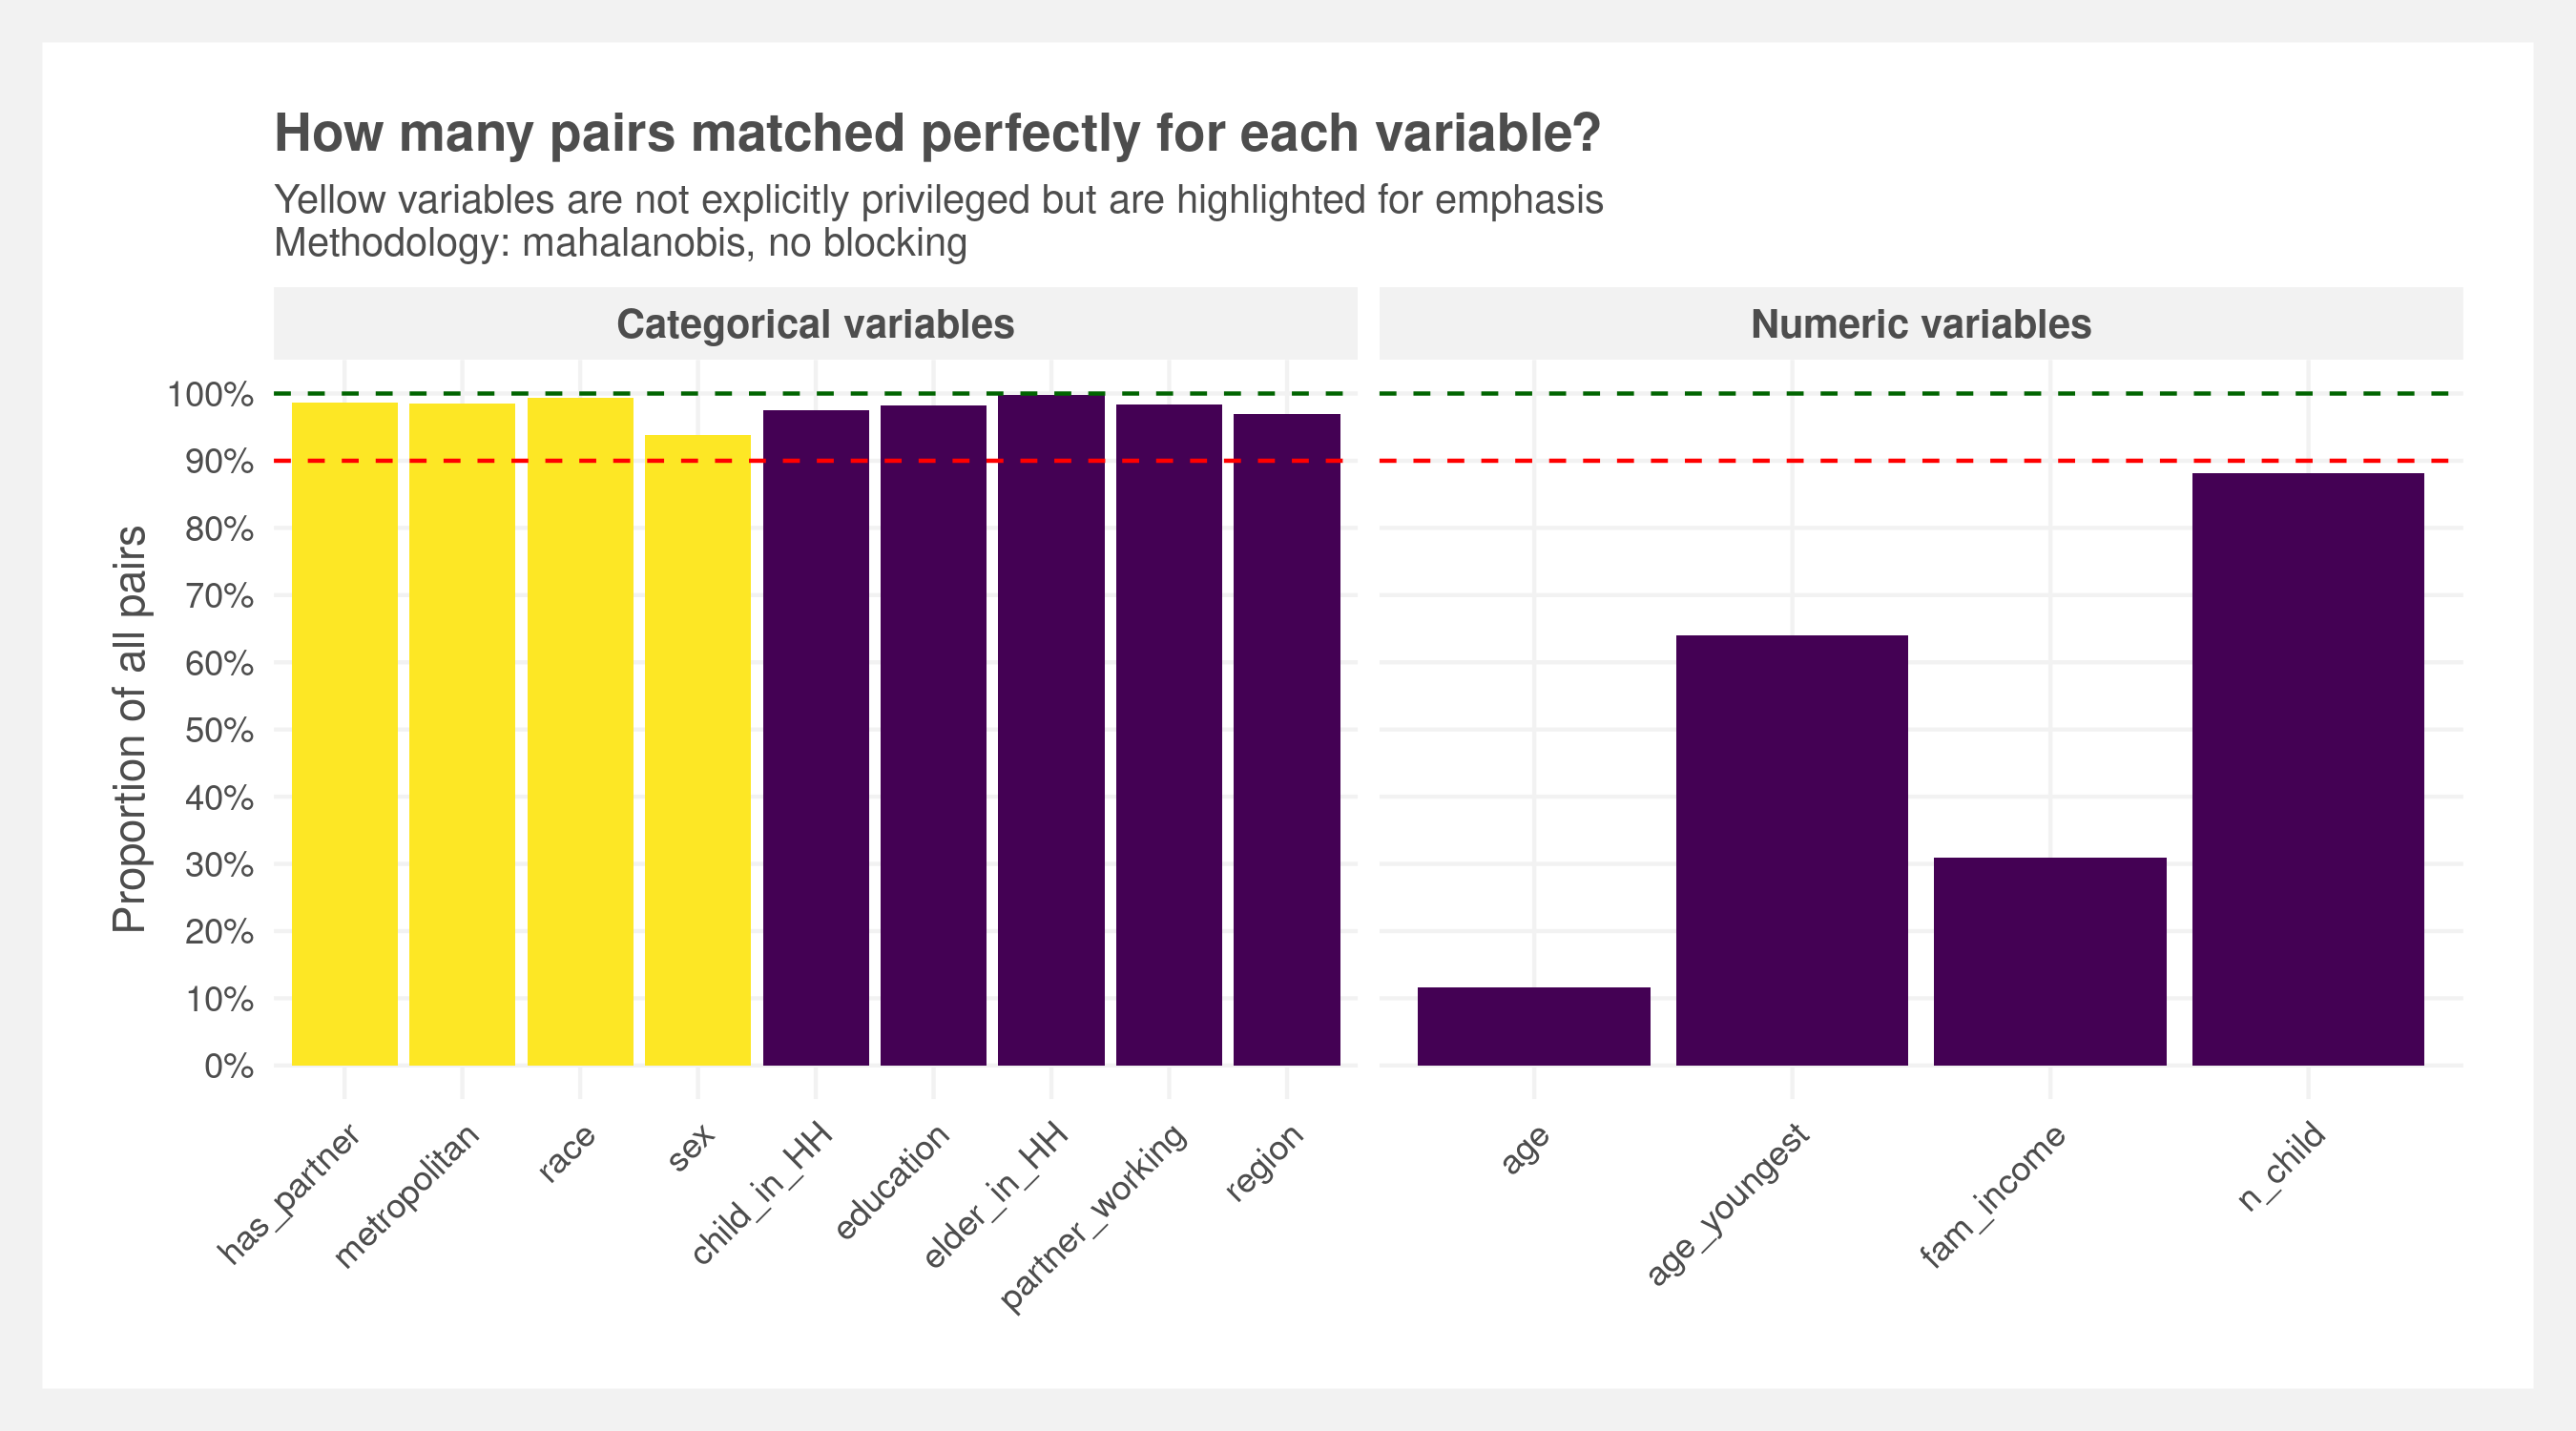 How many pairs matched perfectly for each variable?
Yellow variables are not explicitly privileged but are highlighted for emphasis
Methodology: mahalanobis, no blocking
Categorical variables
Numeric variables
Proportion of all pairs
100%
90%
80%
70%
60%
50%
40%
30%
20%
10%
0%
has_partner
metropolitan
race
sex
child_in_HH
education
elder_in_HH
partner_working
region
age
age_youngest
fam_income
n_child